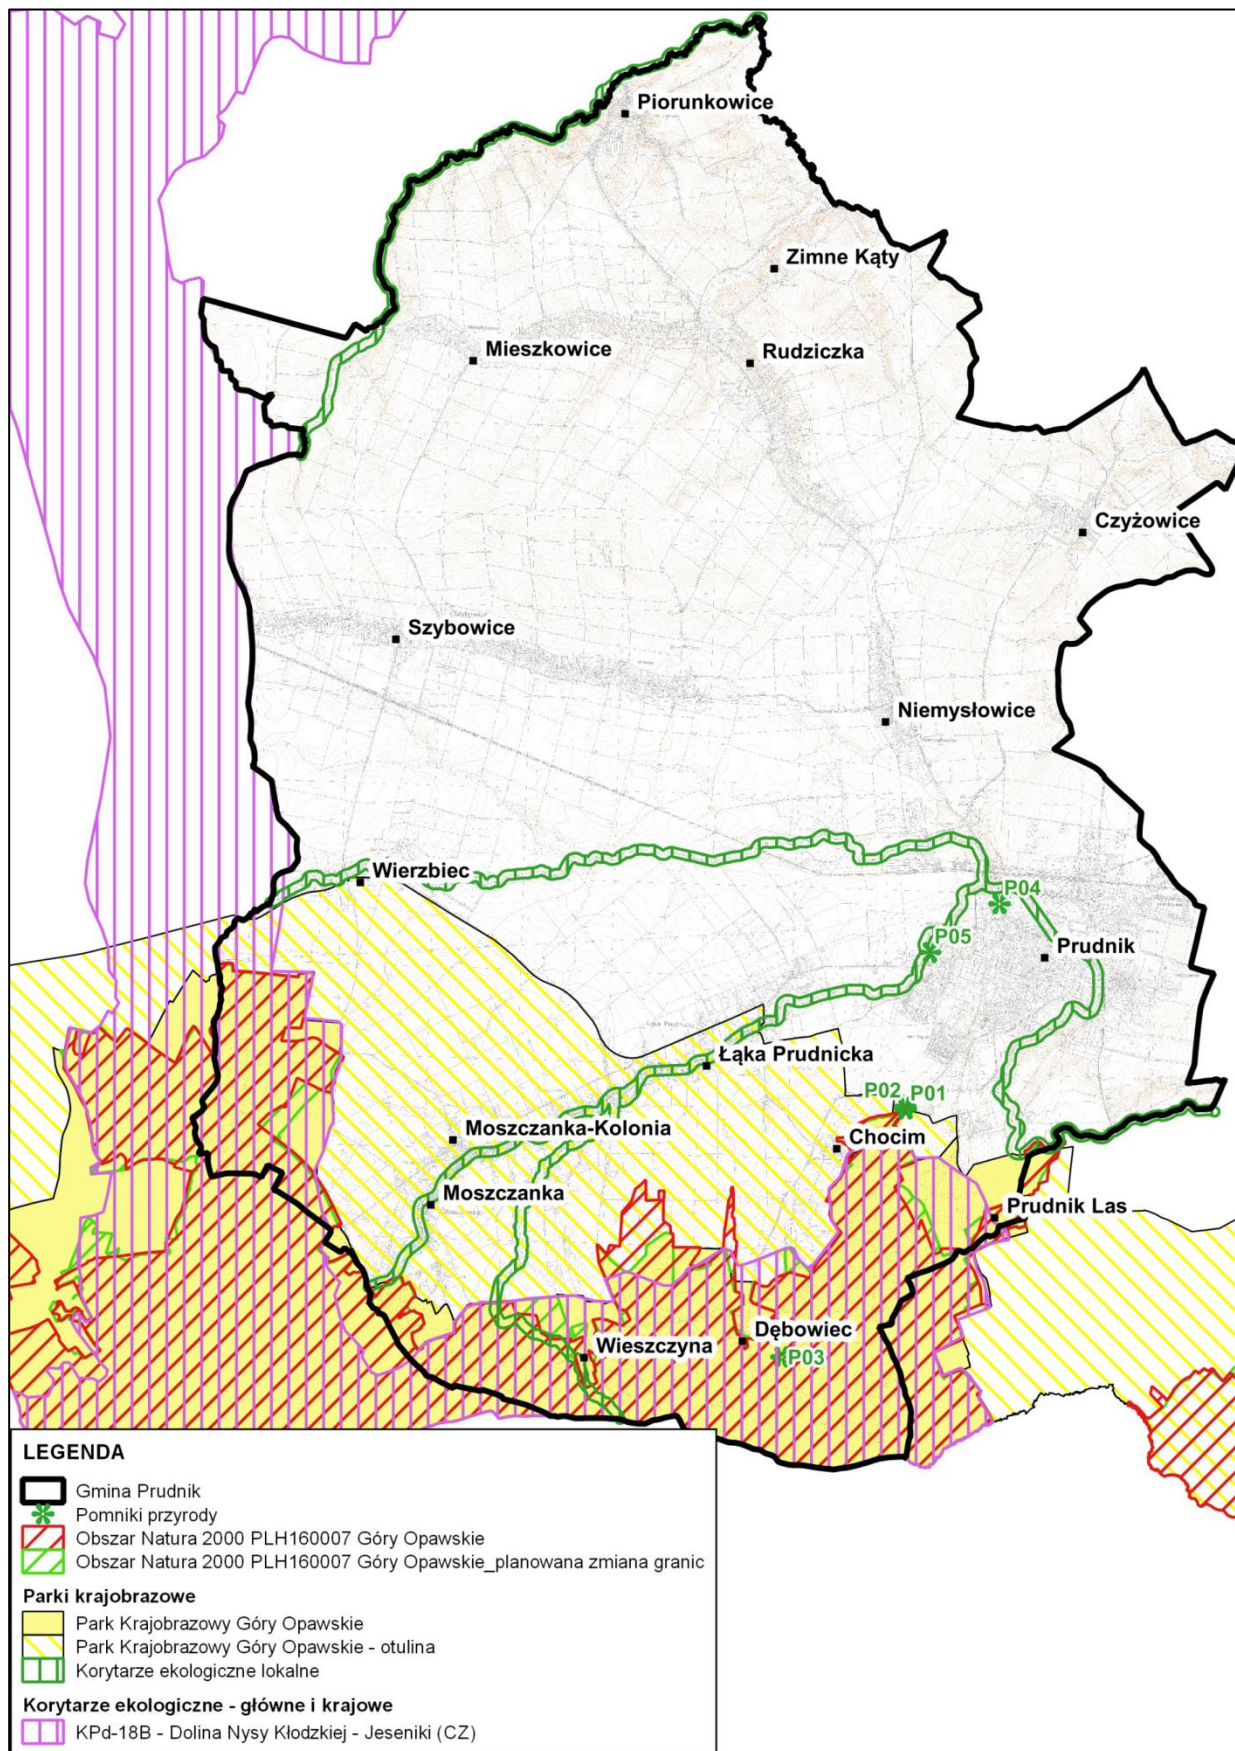 Piorunkowice
Zimne Kąty
Mieszkowice
Rudziczka
Czyżowice
Szybowice
Niemysłowice
Wierzbiec
P04
P05
Prudnik
Łąka Prudnicka
P02
P01
Moszczanka-Kolonia
Chocim
Moszczanka
Prudnik Las
Dębowiec
Wieszczyna
P03
LEGENDA
Gmina Prudnik
Pomniki przyrody
Obszar Natura 2000 PLH160007 Góry Opawskie
Obszar Natura 2000 PLH160007 Góry Opawskie_planowana zmiana granic
Parki krajobrazowe
Park Krajobrazowy Góry Opawskie
Park Krajobrazowy Góry Opawskie - otulina
Korytarze ekologiczne lokalne
Korytarze ekologiczne - główne i krajowe
KPd-18B - Dolina Nysy Kłodzkiej - Jeseniki (CZ)